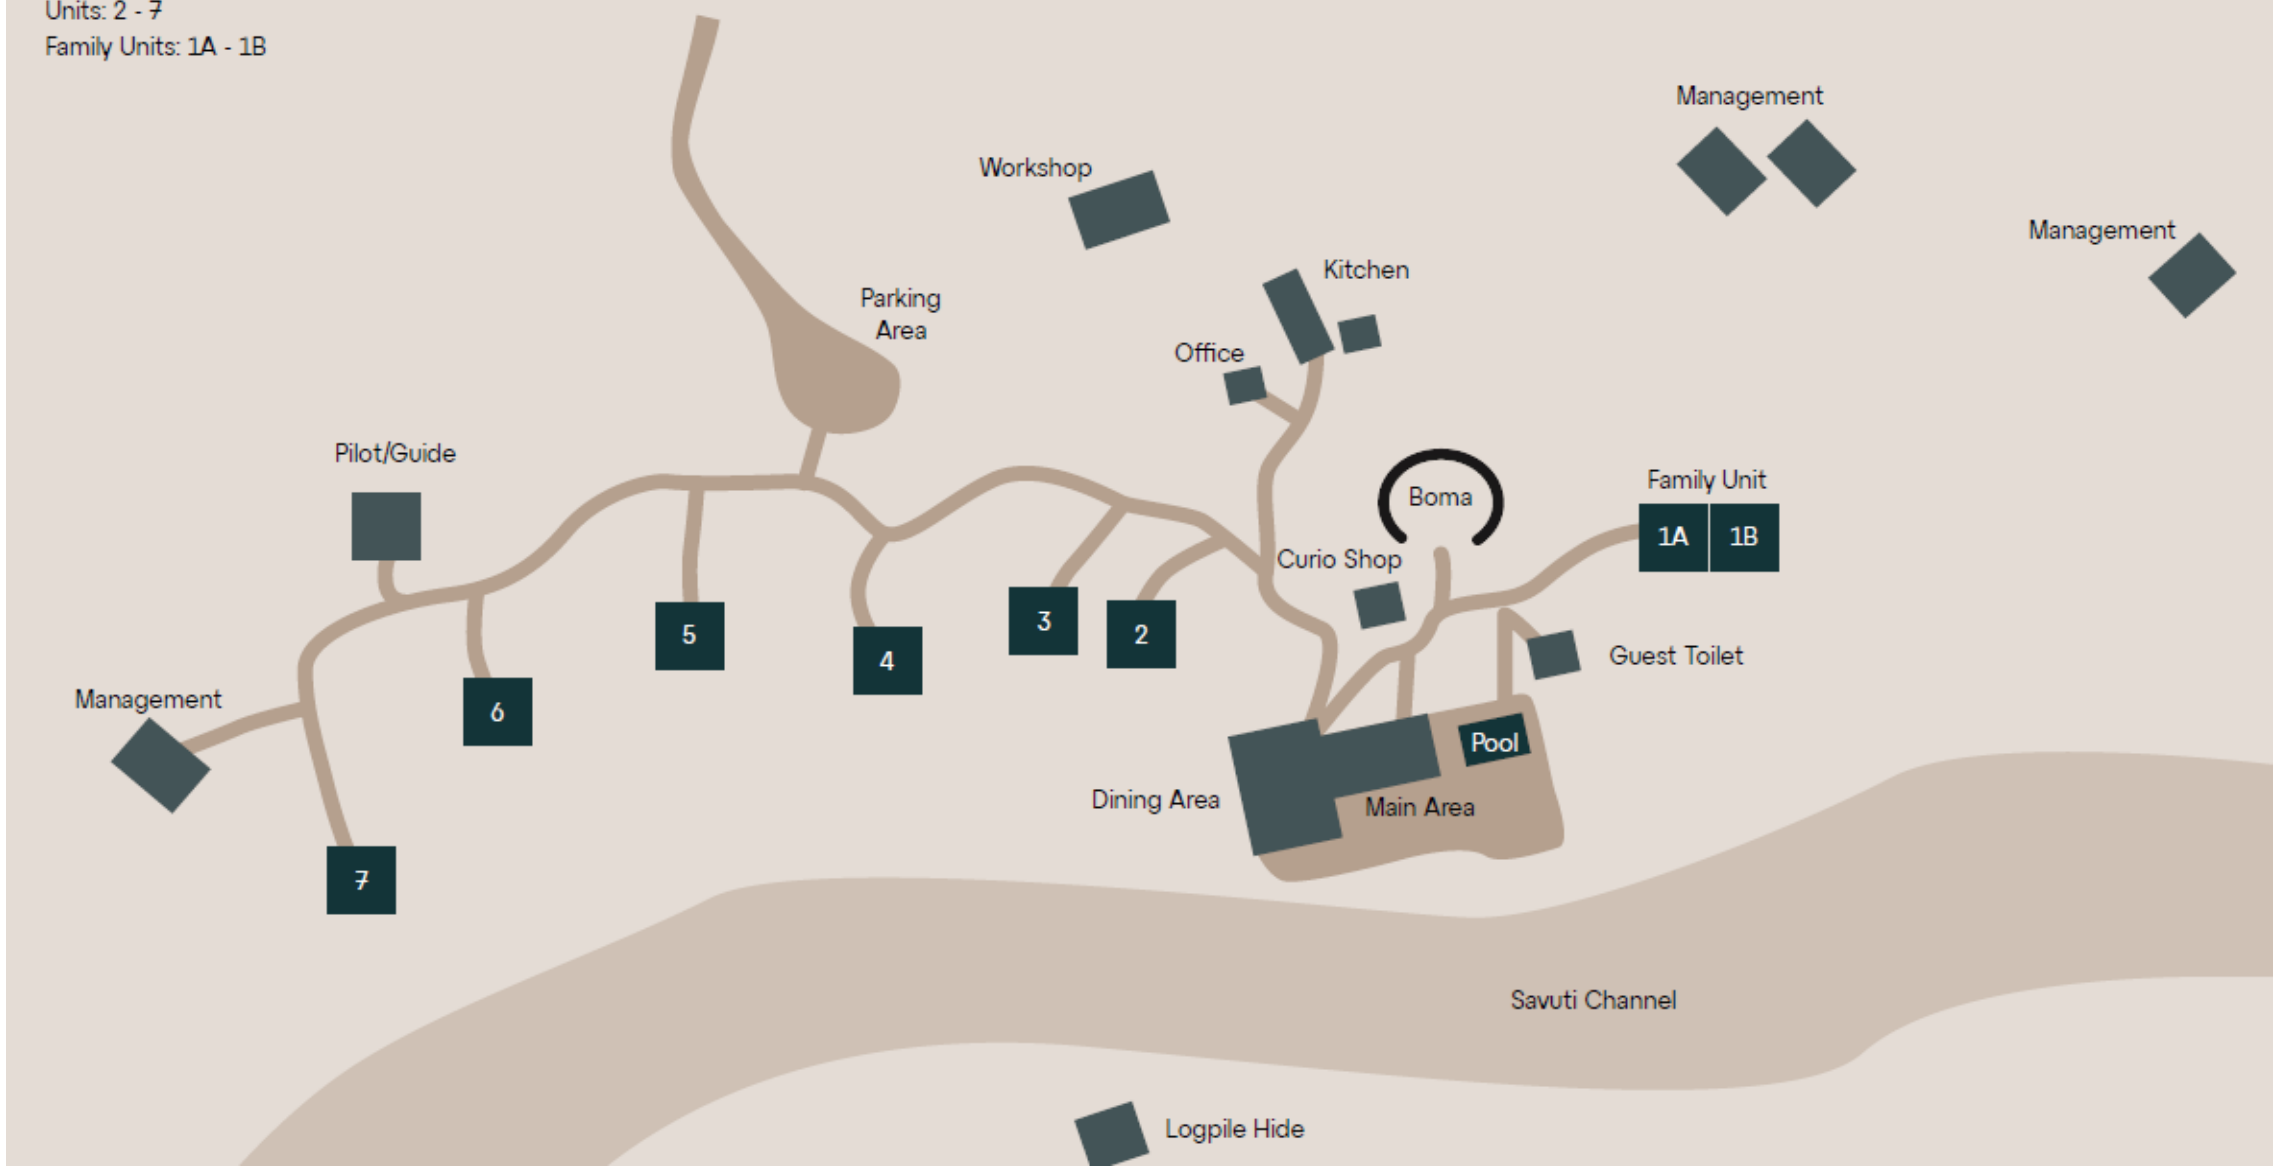 Units: 2 - 7
Family Units: 1A - 1B
Management
Workshop
Management
Kitchen
Parking
Area
Office
Pilot/Guide
Family Unit
Boma
1A
1B
Curio Shop
3
2
5
4
Guest Toilet
Management
6
Pool
Dining Area
Main Area
7
Savuti Channel
Logpile Hide